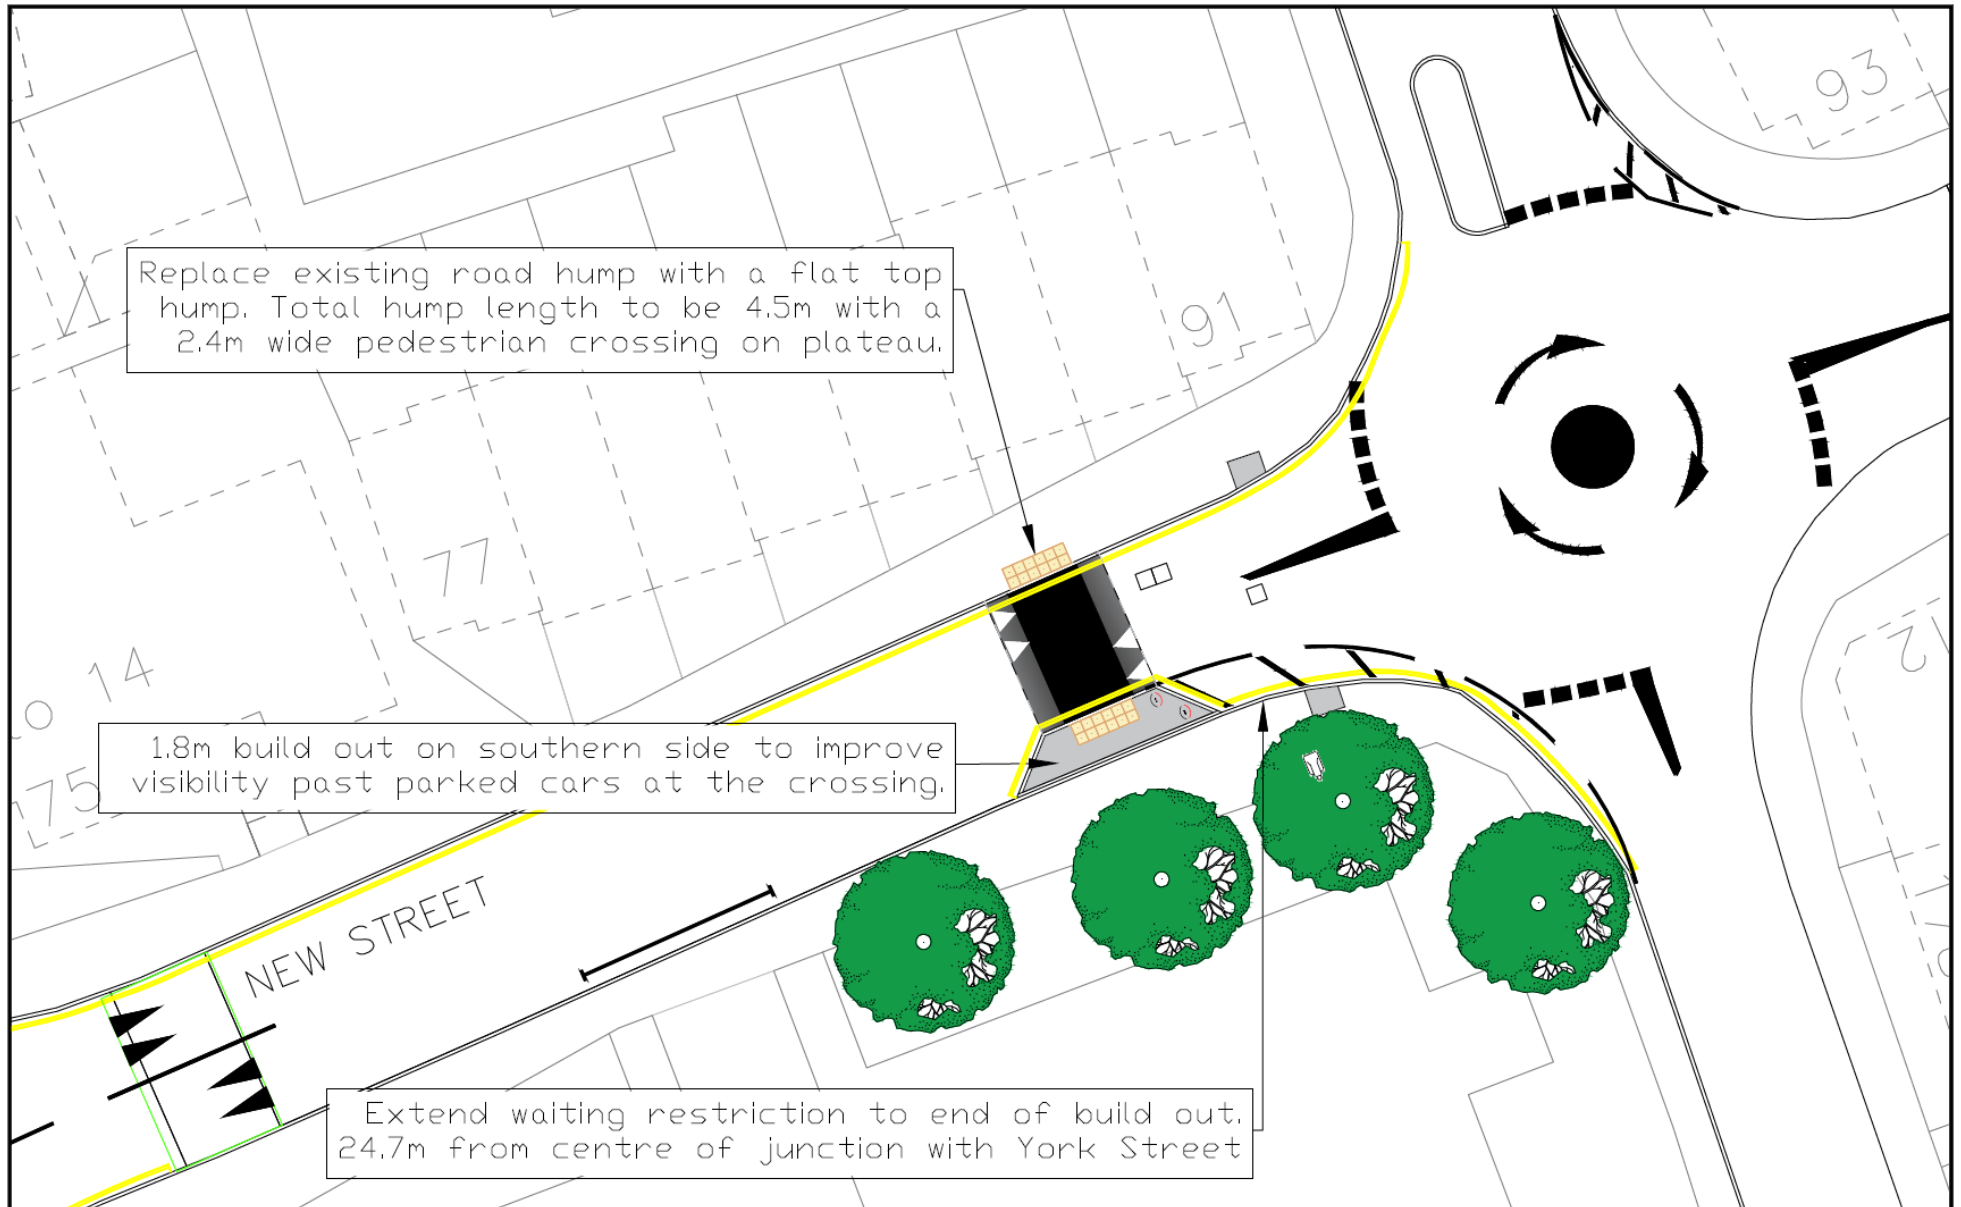 93
Replace existing road hump with a flat top
hump. Total hump length to be 4.5m with a
2.4m wide pedestrian crossing on plateau.
91
77
14
12
1.8m build out on southern side to improve
visibility past parked cars at the crossing.
75
NEW STREET
Extend waiting restriction to end of build out.
24.7m from centre of junction with York Street